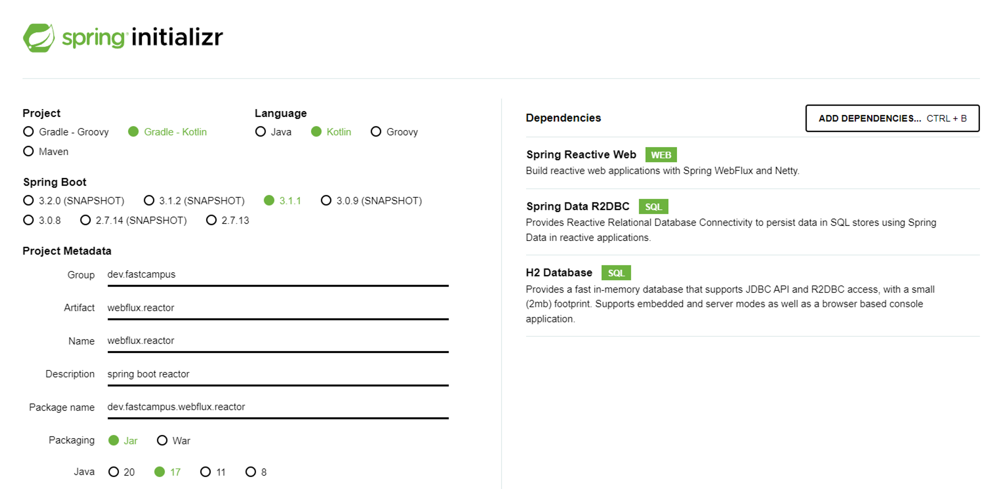 spring initializr
Project
Gradle - Groovy Gradle - Kotlin
Maven
Language
Java Kotlin Groovy
Spring Boot
3.2.0 (SNAPSHOT) 3.1.2 (SNAPSHOT) 3.1.1 3.0.9 (SNAPSHOT)
3.0.8 2.7.14 (SNAPSHOT) 2.7.13
Project Metadata
Group dev.fastcampus
Artifact webflux.reactor
Name webflux.reactor
Description spring boot reactor
Package name dev.fastcampus.webflux.reactor
Packaging Jar War
Java 20 17 11 8
Dependencies ADD DEPENDENCIES... CTRL + B
Spring Reactive Web WEB
Build reactive web applications with Spring WebFlux and Netty.
Spring Data R2DBC SQL
Provides Reactive Relational Database Connectivity to persist data in SQL stores using Spring
Data in reactive applications.
H2 Database SQL
Provides a fast in-memory database that supports JDBC API and R2DBC access, with a small
(2mb) footprint. Supports embedded and server modes as well as a browser based console
application.